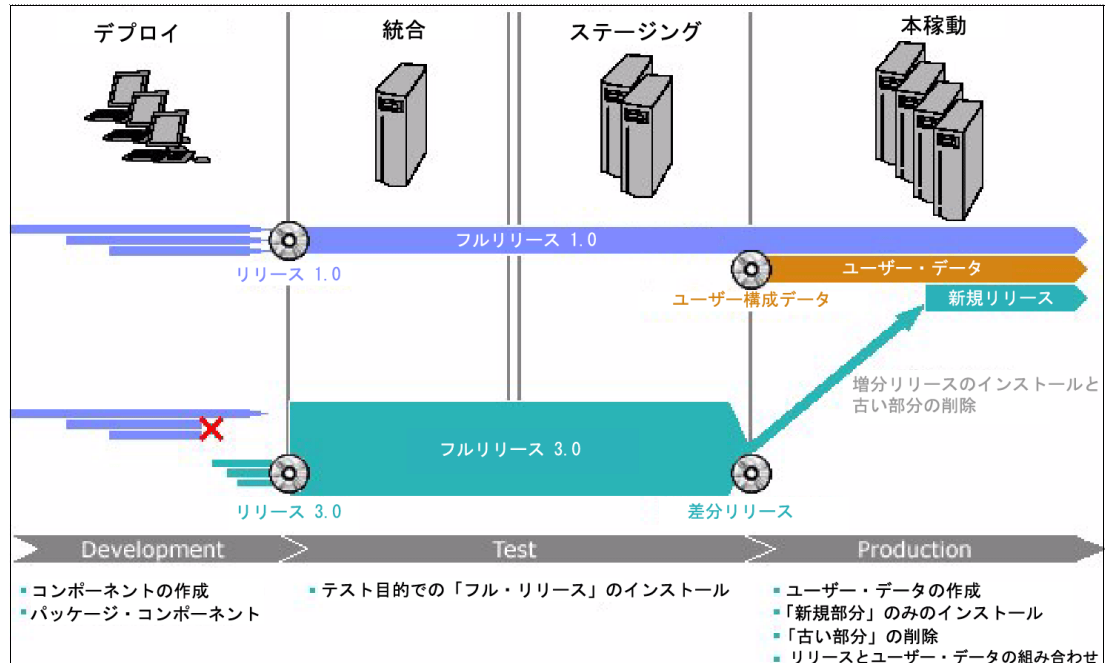 デプロイ
統合
ステージング
本稼動
フルリリース 1.0
リリース 1.0
ユーザー・データ
ユーザー構成データ
新規リリース
増分リリースのインストールと
古い部分の削除
フルリリース 3.0
リリース 3.0
差分リリース
Development
Test
Production
コンポーネントの作成
パッケージ・コンポーネント
テスト目的での「フル・リリース」のインストール
ユーザー・データの作成
「新規部分」のみのインストール
「古い部分」の削除
リリースとユーザー・データの組み合わせ